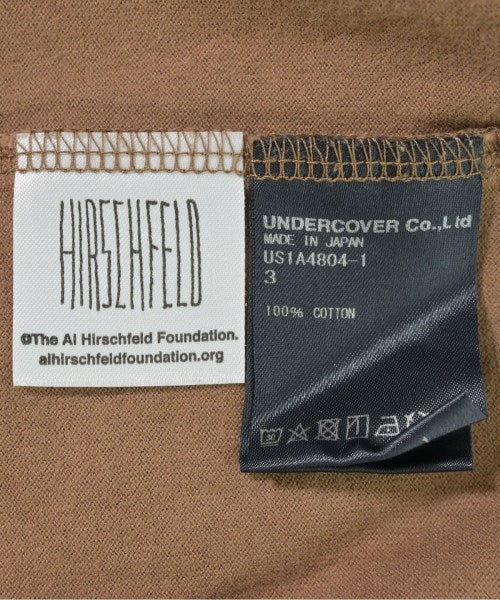 HIRSCHFELD
©The Al Hirschfeld Foundation.
alhirschfeldfoundation.org
UNDERCOVER Co.,Ltd
MADE IN JAPAN
US1A4804-1
3
100% COTTON